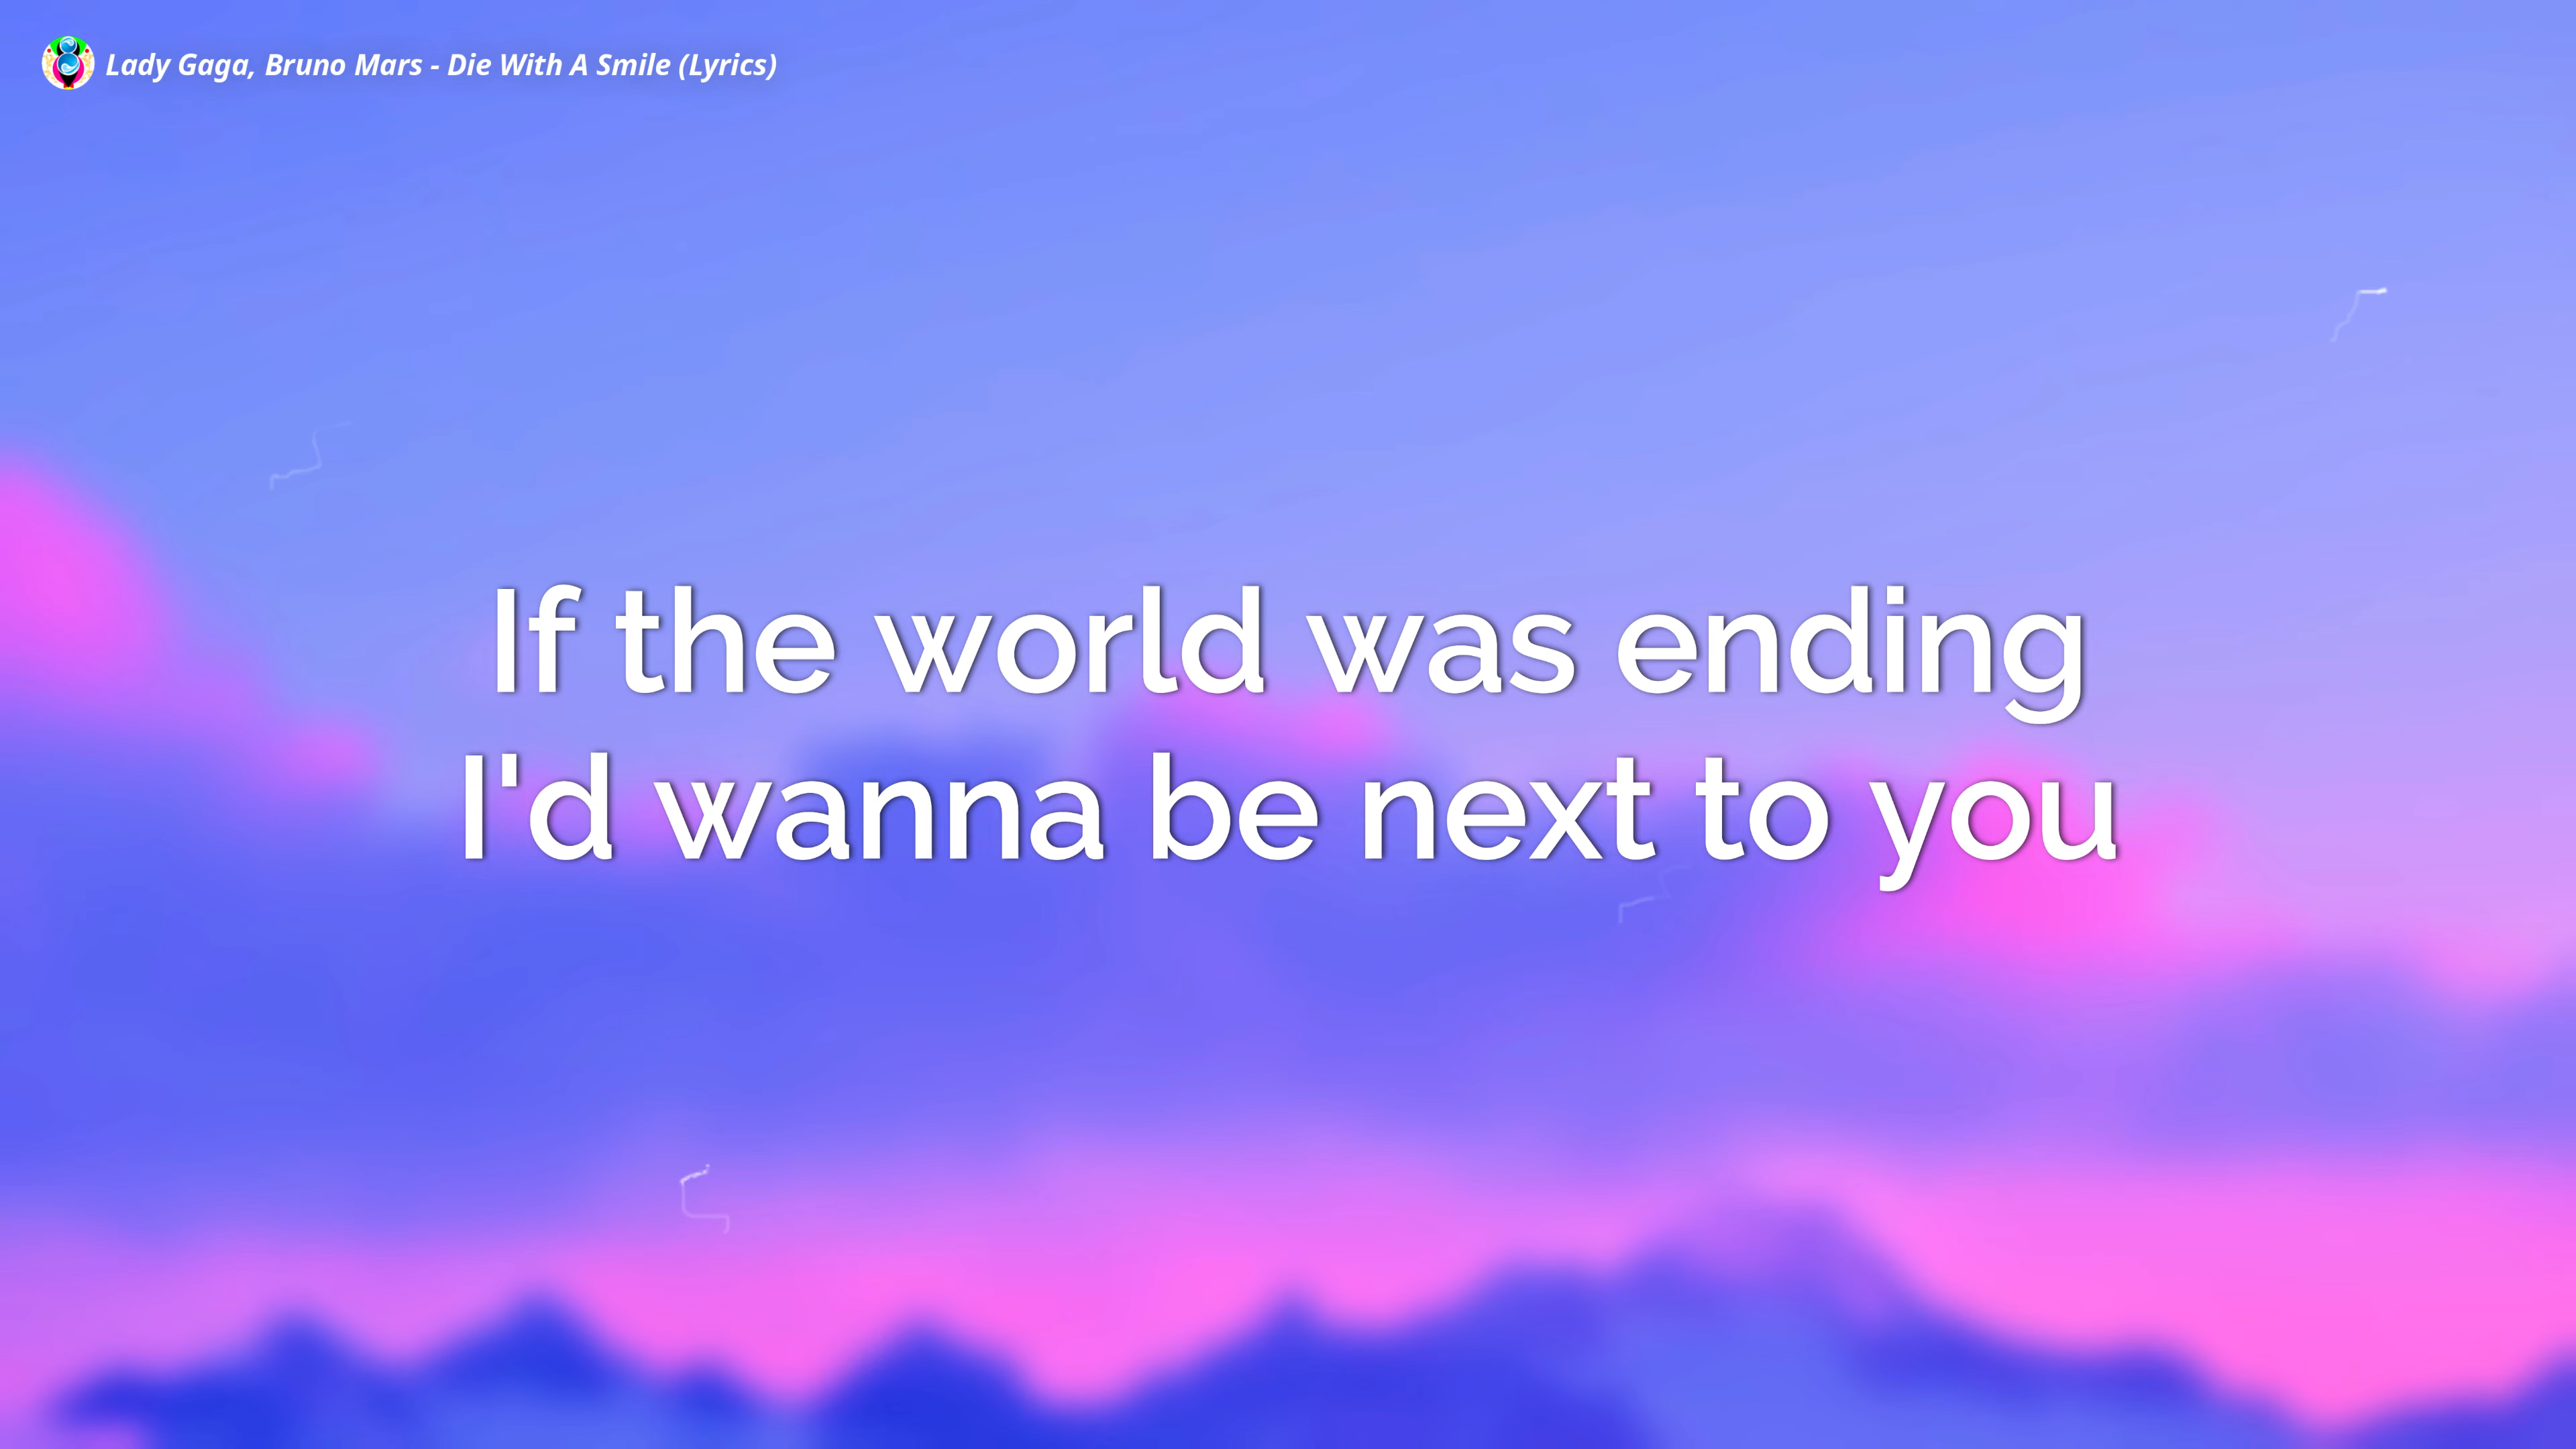 Lady Gaga, Bruno Mars - Die With A Smile (Lyrics)
If the world was ending
I'd wanna be next to you